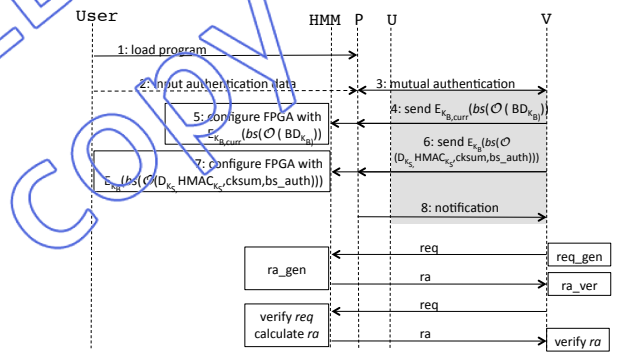 User HMM P U V
1: load program
2: input authentication data
3: mutual authentication
4: send E_{K_{B,curr}}(bs(𝒪( BD_{K_B)}))
5: configure FPGA with
E_{K_{B,curr}}(bs(𝒪( BD_{K_B)}))
6: send E_{K_B}(bs(𝒪
(D_{K_S,} HMAC_{K_S'},cksum,bs_auth)))
7: configure FPGA with
E_{K_B}(bs(𝒪(D_{K_S,} HMAC_{K_S'},cksum,bs_auth)))
8: notification
req
req_gen
ra_gen
ra
ra_ver
req
verify req
calculate ra
ra
verify ra
copy